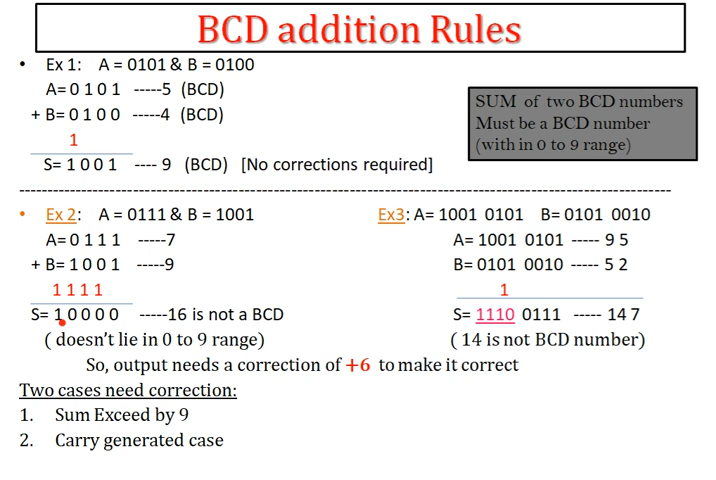 BCD addition Rules
• Ex 1: A = 0101 & B = 0100
A= 0 1 0 1 -----5 (BCD)
+ B= 0 1 0 0 -----4 (BCD)
1
S= 1 0 0 1 ---- 9 (BCD) [No corrections required]
SUM of two BCD numbers
Must be a BCD number
(with in 0 to 9 range)
• Ex 2: A = 0111 & B = 1001
A= 0 1 1 1 -----7
+ B= 1 0 0 1 -----9
1 1 1 1
S= 1 0 0 0 0 -----16 is not a BCD
( doesn't lie in 0 to 9 range)
Ex3: A= 1001 0101 B= 0101 0010
A= 1001 0101 ----- 9 5
B= 0101 0010 ----- 5 2
1
S= 1110 0111 ----- 14 7
( 14 is not BCD number)
So, output needs a correction of +6 to make it correct
Two cases need correction:
1. Sum Exceed by 9
2. Carry generated case